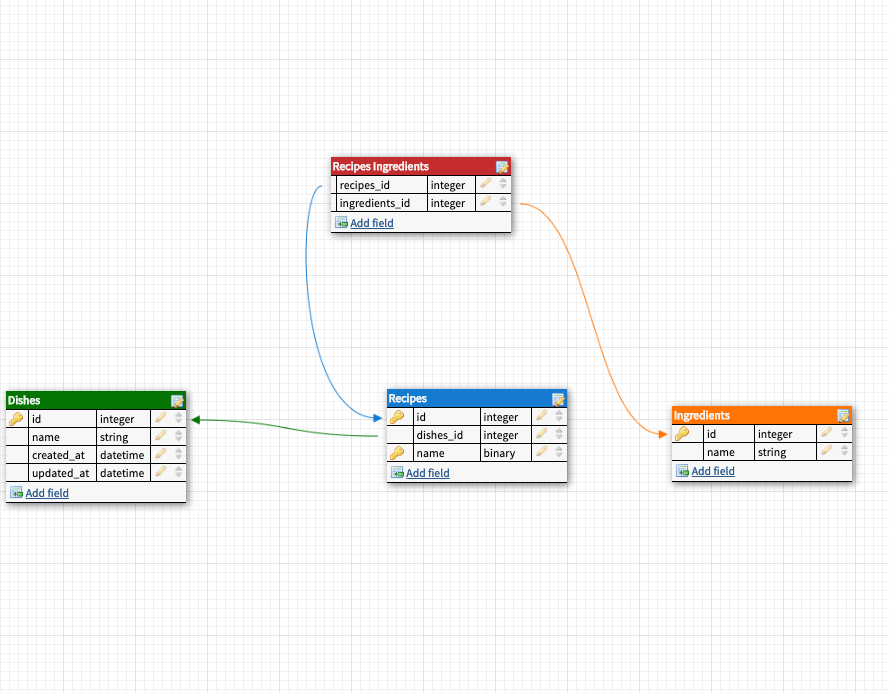 Recipes Ingredients
recipes_id integer
ingredients_id integer
Add field
Dishes
id integer
name string
created_at datetime
updated_at datetime
Add field
Recipes
id integer
dishes_id integer
name binary
Add field
Ingredients
id integer
name string
Add field